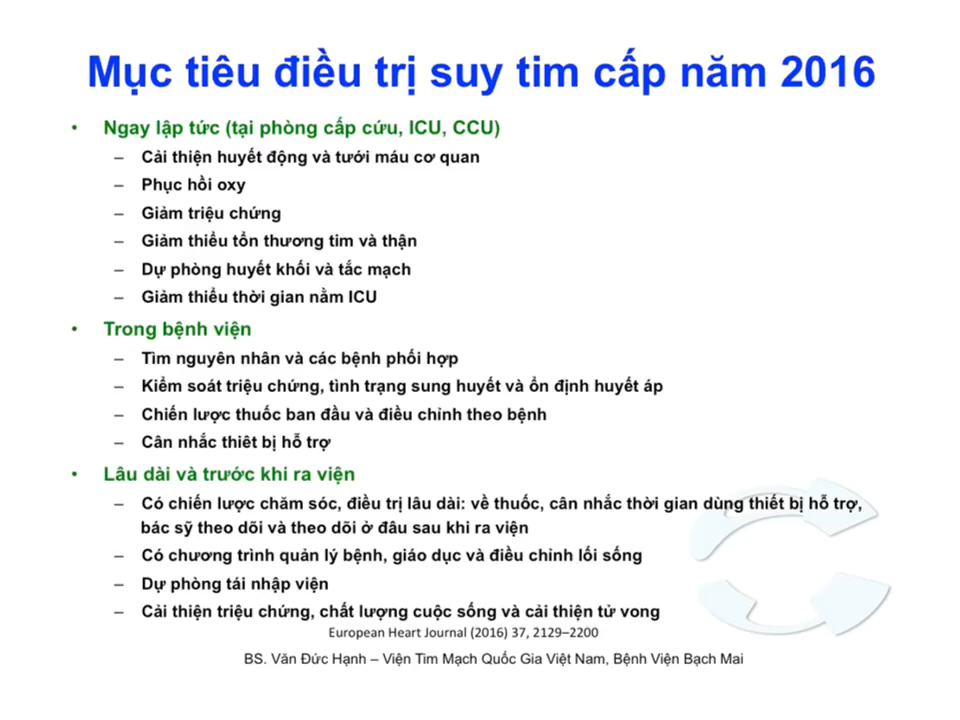 Mục tiêu điều trị suy tim cấp năm 2016
• Ngay lập tức (tại phòng cấp cứu, ICU, CCU)
– Cải thiện huyết động và tưới máu cơ quan
– Phục hồi oxy
– Giảm triệu chứng
– Giảm thiểu tổn thương tim và thận
– Dự phòng huyết khối và tắc mạch
– Giảm thiểu thời gian nằm ICU
• Trong bệnh viện
– Tìm nguyên nhân và các bệnh phối hợp
– Kiểm soát triệu chứng, tình trạng sung huyết và ổn định huyết áp
– Chiến lược thuốc ban đầu và điều chỉnh theo bệnh
– Cân nhắc thiêt bị hỗ trợ
• Lâu dài và trước khi ra viện
– Có chiến lược chăm sóc, điều trị lâu dài: về thuốc, cân nhắc thời gian dùng thiết bị hỗ trợ,
bác sỹ theo dõi và theo dõi ở đâu sau khi ra viện
– Có chương trình quản lý bệnh, giáo dục và điều chỉnh lối sống
– Dự phòng tái nhập viện
– Cải thiện triệu chứng, chất lượng cuộc sống và cải thiện tử vong
European Heart Journal (2016) 37, 2129–2200
BS. Văn Đức Hạnh – Viện Tim Mạch Quốc Gia Việt Nam, Bệnh Viện Bạch Mai